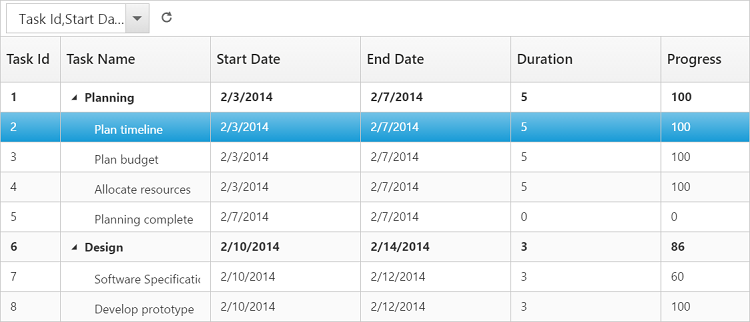 Task Id,Start Da...
Task Id Task Name Start Date End Date Duration Progress
1 Planning 2/3/2014 2/7/2014 5 100
2 Plan timeline 2/3/2014 2/7/2014 5 100
3 Plan budget 2/3/2014 2/7/2014 5 100
4 Allocate resources 2/3/2014 2/7/2014 5 100
5 Planning complete 2/7/2014 2/7/2014 0 0
6 Design 2/10/2014 2/14/2014 3 86
7 Software Specificatio 2/10/2014 2/12/2014 3 60
8 Develop prototype 2/10/2014 2/12/2014 3 100